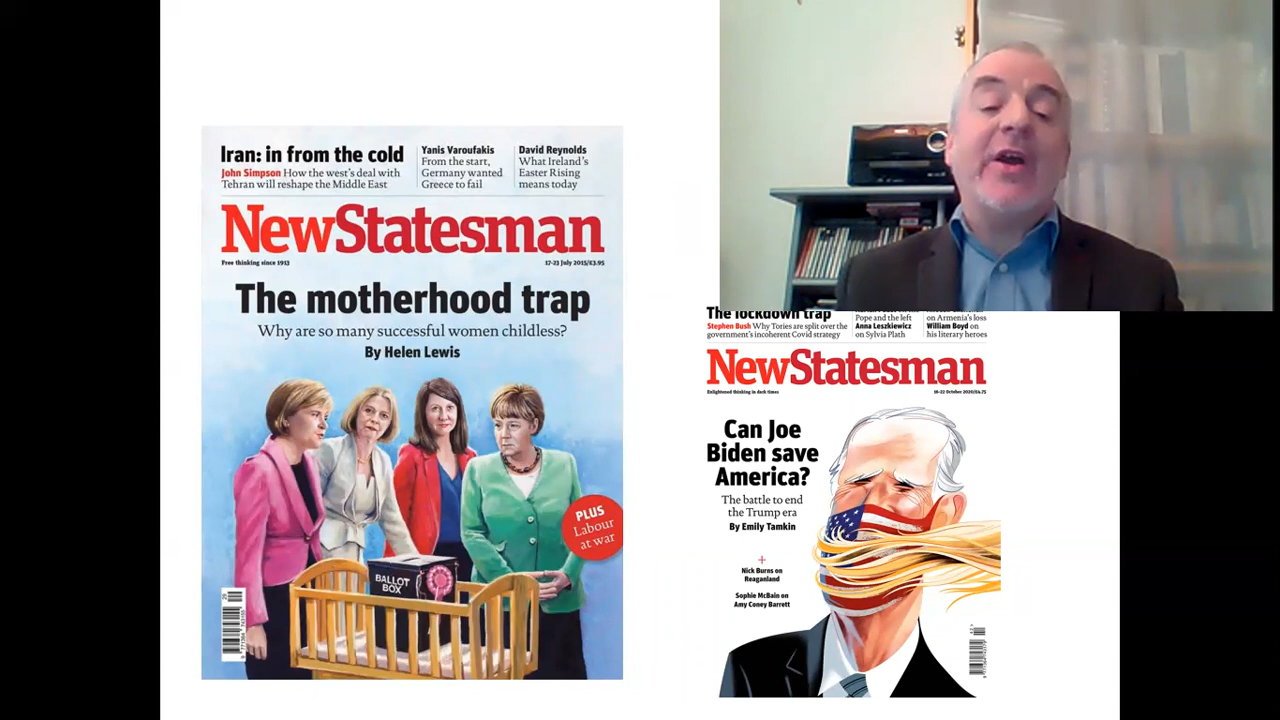 Iran: in from the cold
John Simpson How the west's deal with
Tehran will reshape the Middle East
Yanis Varoufakis
From the start,
Germany wanted
Greece to fail
David Reynolds
What Ireland's
Easter Rising
means today
NewStatesman
Free thinking since 1913
17-23 July 2015/£3.95
The motherhood trap
Why are so many successful women childless?
By Helen Lewis
PLUS
Labour
at war
BALLOT
BOX
The lockdown trap
Stephen Bush Why Tories are split over the
government's incoherent Covid strategy
Pope and the left
Anna Leszkiewicz
on Sylvia Plath
on Armenia's loss
William Boyd on
his literary heroes
NewStatesman
Enlightened thinking in dark times
16-22 October 2020/£4.75
Can Joe
Biden save
America?
The battle to end
the Trump era
By Emily Tamkin
+
Nick Burns on
Reaganland
Sophie McBain on
Amy Coney Barrett